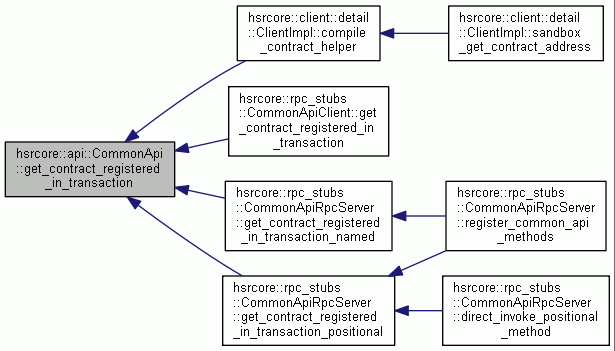 hsrcore::client::detail
::ClientImpl::compile
_contract_helper
hsrcore::client::detail
::ClientImpl::sandbox
_get_contract_address
hsrcore::rpc_stubs
::CommonApiClient::get
_contract_registered_in
_transaction
hsrcore::api::CommonApi
::get_contract_registered
_in_transaction
hsrcore::rpc_stubs
::CommonApiRpcServer
::get_contract_registered
_in_transaction_named
hsrcore::rpc_stubs
::CommonApiRpcServer
::register_common_api
_methods
hsrcore::rpc_stubs
::CommonApiRpcServer
::get_contract_registered
_in_transaction_positional
hsrcore::rpc_stubs
::CommonApiRpcServer
::direct_invoke_positional
_method